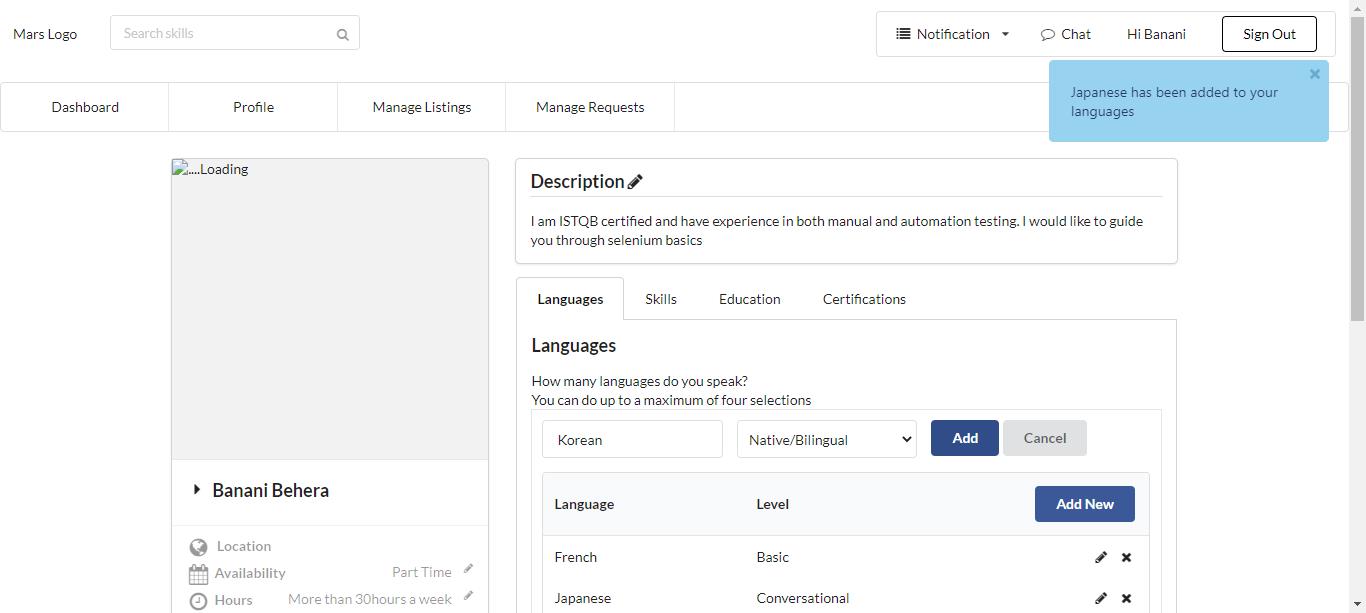 Mars Logo
Search skills
Notification
Chat
Hi Banani
Sign Out
Japanese has been added to your
languages
Dashboard
Profile
Manage Listings
Manage Requests
....Loading
Description
I am ISTQB certified and have experience in both manual and automation testing. I would like to guide
you through selenium basics
Languages
Skills
Education
Certifications
Languages
How many languages do you speak?
You can do up to a maximum of four selections
Korean
Native/Bilingual
Add
Cancel
Language
Level
Add New
French
Basic
Japanese
Conversational
Banani Behera
Location
Availability
Part Time
Hours
More than 30hours a week